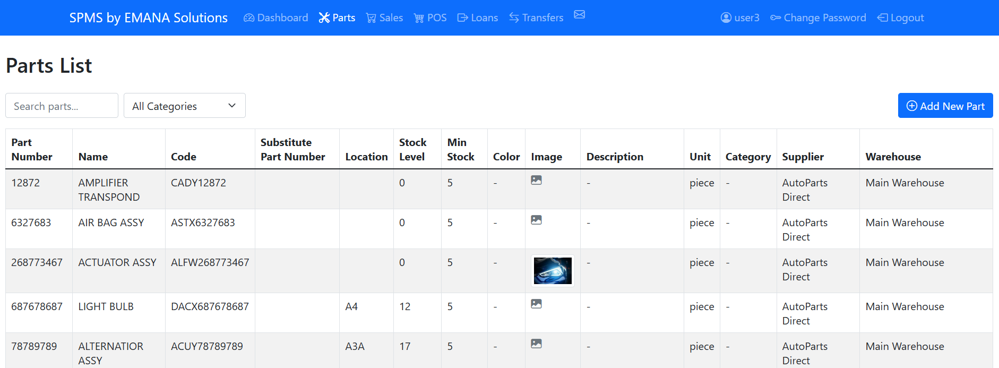 SPMS by EMANA Solutions Dashboard Parts Sales POS Loans Transfers user3 Change Password Logout
Parts List
Search parts... All Categories Add New Part
Part Number Name Code Substitute Part Number Location Stock Level Min Stock Color Image Description Unit Category Supplier Warehouse
12872 AMPLIFIER TRANSPOND CADY12872 0 5 - - piece - AutoParts Direct Main Warehouse
6327683 AIR BAG ASSY ASTX6327683 0 5 - - piece - AutoParts Direct Main Warehouse
268773467 ACTUATOR ASSY ALFW268773467 0 5 - - piece - AutoParts Direct Main Warehouse
687678687 LIGHT BULB DACX687678687 A4 12 5 - - piece - AutoParts Direct Main Warehouse
78789789 ALTERNATIOR ASSY ACUY78789789 A3A 17 5 - - piece - AutoParts Direct Main Warehouse